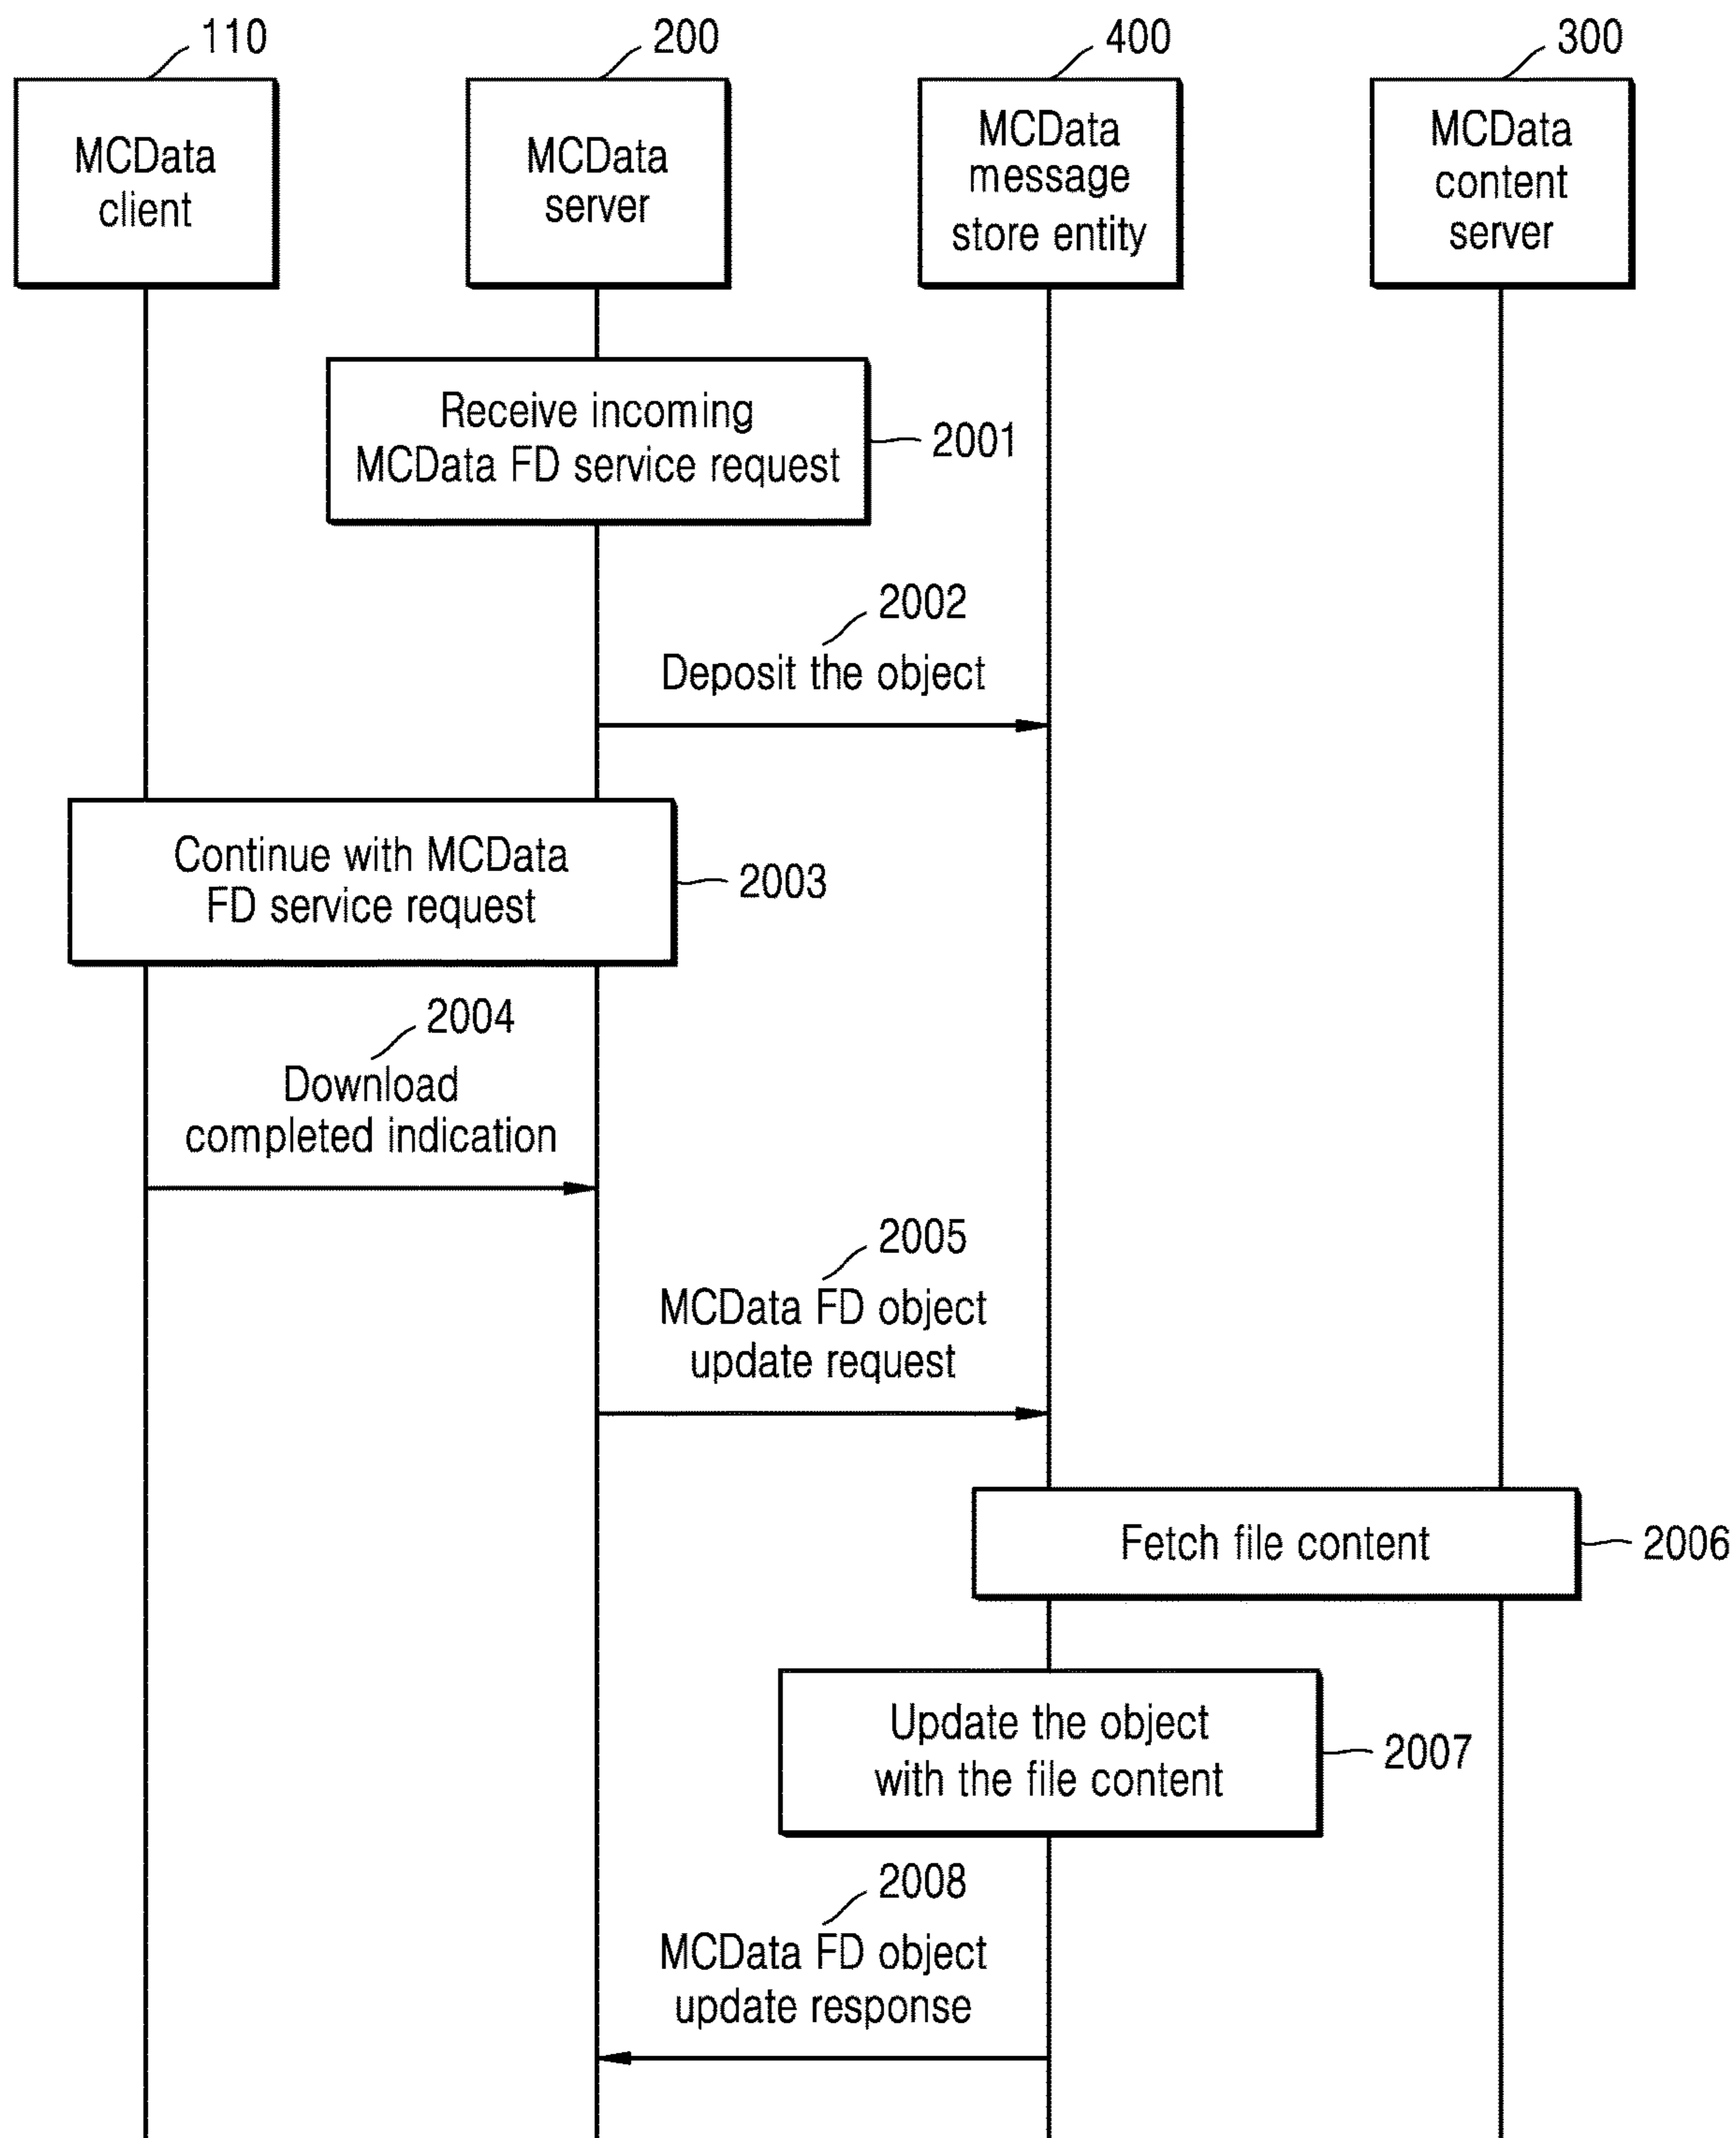 110
200
400
300
MCData
client
MCData
server
MCData
message
store entity
MCData
content
server
Receive incoming
MCData FD service request
2001
2002
Deposit the object
Continue with MCData
FD service request
2003
2004
Download
completed indication
2005
MCData FD object
update request
Fetch file content
2006
Update the object
with the file content
2007
2008
MCData FD object
update response